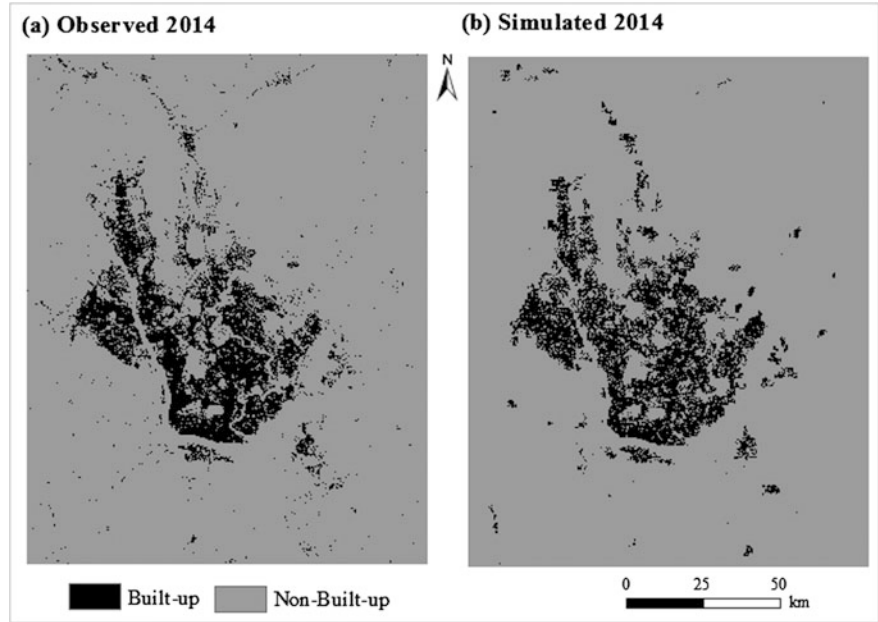 (a) Observed 2014
(b) Simulated 2014
N
Built-up
Non-Built-up
0 25 50
km